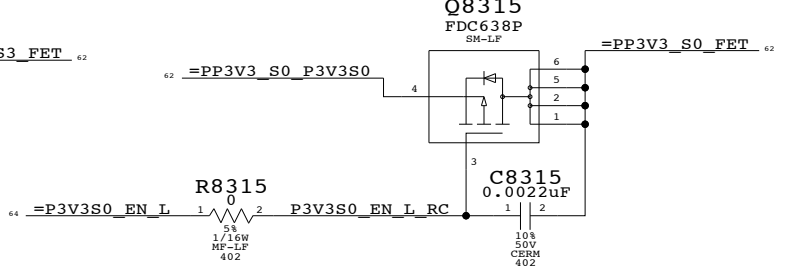 Q8315
FDC638P
SM-LF
S3_FET 62
62 =PP3V3_S0_P3V3S0
=PP3V3_S0_FET 62
4
6
5
2
1
3
R8315
0
64 =P3V3S0_EN_L
1
2
P3V3S0_EN_L_RC
5%
1/16W
MF-LF
402
C8315
0.0022uF
1
2
10%
50V
CERM
402